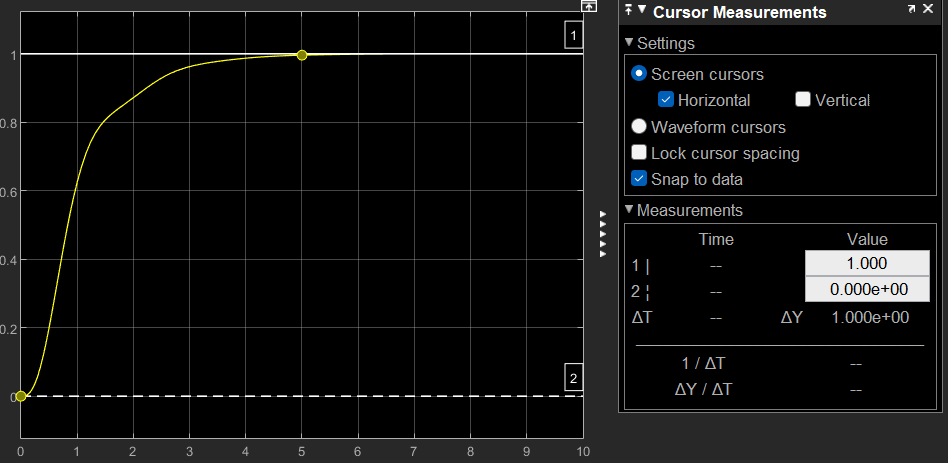 1
1
0.8
0.6
0.4
0.2
2
0
0 1 2 3 4 5 6 7 8 9 10
Cursor Measurements
Settings
Screen cursors
Horizontal Vertical
Waveform cursors
Lock cursor spacing
Snap to data
Measurements
Time Value
1 | -- 1.000
2 ¦ -- 0.000e+00
ΔT -- ΔY 1.000e+00
1 / ΔT --
ΔY / ΔT --